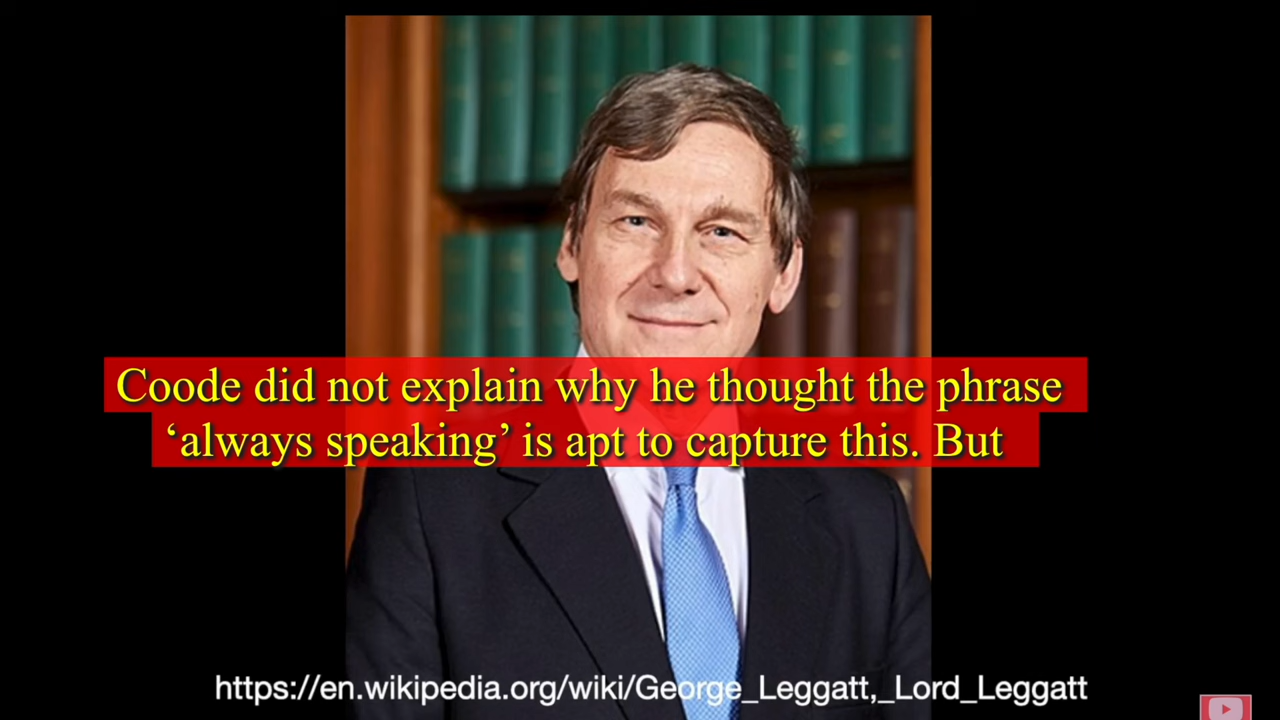 Coode did not explain why he thought the phrase
‘always speaking’ is apt to capture this. But
https://en.wikipedia.org/wiki/George_Leggatt,_Lord_Leggatt